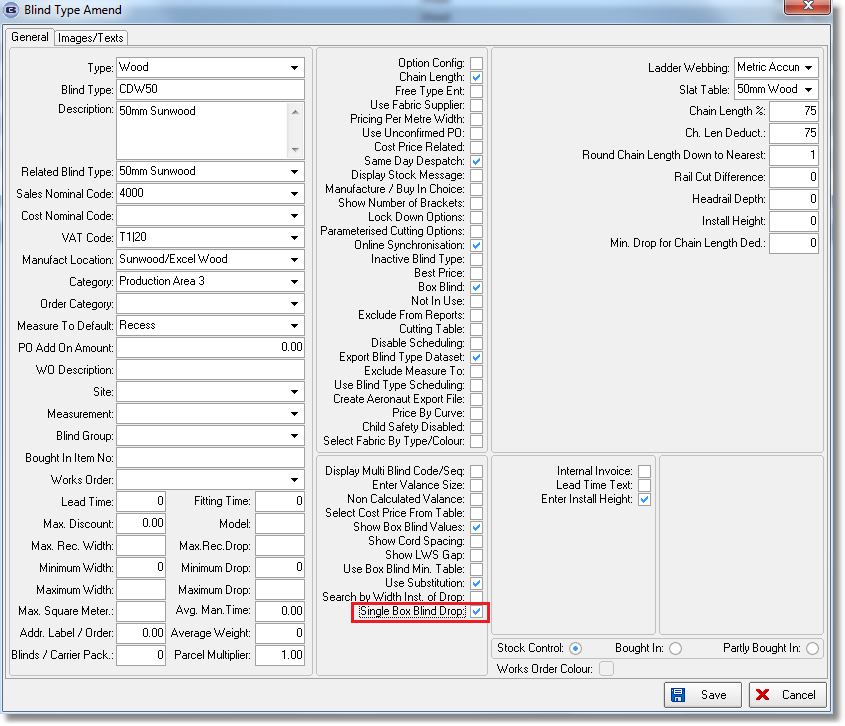 Blind Type Amend
General Images/Texts
Type: Wood
Blind Type: CDW50
Description: 50mm Sunwood
Related Blind Type: 50mm Sunwood
Sales Nominal Code: 4000
Cost Nominal Code:
VAT Code: T1|20
Manufact Location: Sunwood/Excel Wood
Category: Production Area 3
Order Category:
Measure To Default: Recess
PO Add On Amount: 0.00
WO Description:
Site:
Measurement:
Blind Group:
Bought In Item No:
Works Order:
Lead Time: 0 Fitting Time: 0
Max. Discount: 0.00 Model:
Max. Rec. Width: Max.Rec.Drop:
Minimum Width: 0 Minimum Drop: 0
Maximum Width: Maximum Drop:
Max. Square Meter.: Avg. Man.Time: 0.00
Addr. Label / Order: 0.00 Average Weight: 0
Blinds / Carrier Pack.: 0 Parcel Multiplier: 1.00
Option Config:
Chain Length:
Free Type Ent:
Use Fabric Supplier:
Pricing Per Metre Width:
Use Unconfirmed PO:
Cost Price Related:
Same Day Despatch:
Display Stock Message:
Manufacture / Buy In Choice:
Show Number of Brackets:
Lock Down Options:
Parameterised Cutting Options:
Online Synchronisation:
Inactive Blind Type:
Best Price:
Box Blind:
Not In Use:
Exclude From Reports:
Cutting Table:
Disable Scheduling:
Export Blind Type Dataset:
Exclude Measure To:
Use Blind Type Scheduling:
Create Aeronaut Export File:
Price By Curve:
Child Safety Disabled:
Select Fabric By Type/Colour:
Display Multi Blind Code/Seq:
Enter Valance Size:
Non Calculated Valance:
Select Cost Price From Table:
Show Box Blind Values:
Show Cord Spacing:
Show LWS Gap:
Use Box Blind Min. Table:
Use Substitution:
Search by Width Inst. of Drop:
Single Box Blind Drop:
Ladder Webbing: Metric Accun
Slat Table: 50mm Wood
Chain Length %: 75
Ch. Len Deduct.: 75
Round Chain Length Down to Nearest: 1
Rail Cut Difference: 0
Headrail Depth: 0
Install Height: 0
Min. Drop for Chain Length Ded.: 0
Internal Invoice:
Lead Time Text:
Enter Install Height:
Stock Control: Bought In: Partly Bought In:
Works Order Colour:
Save Cancel